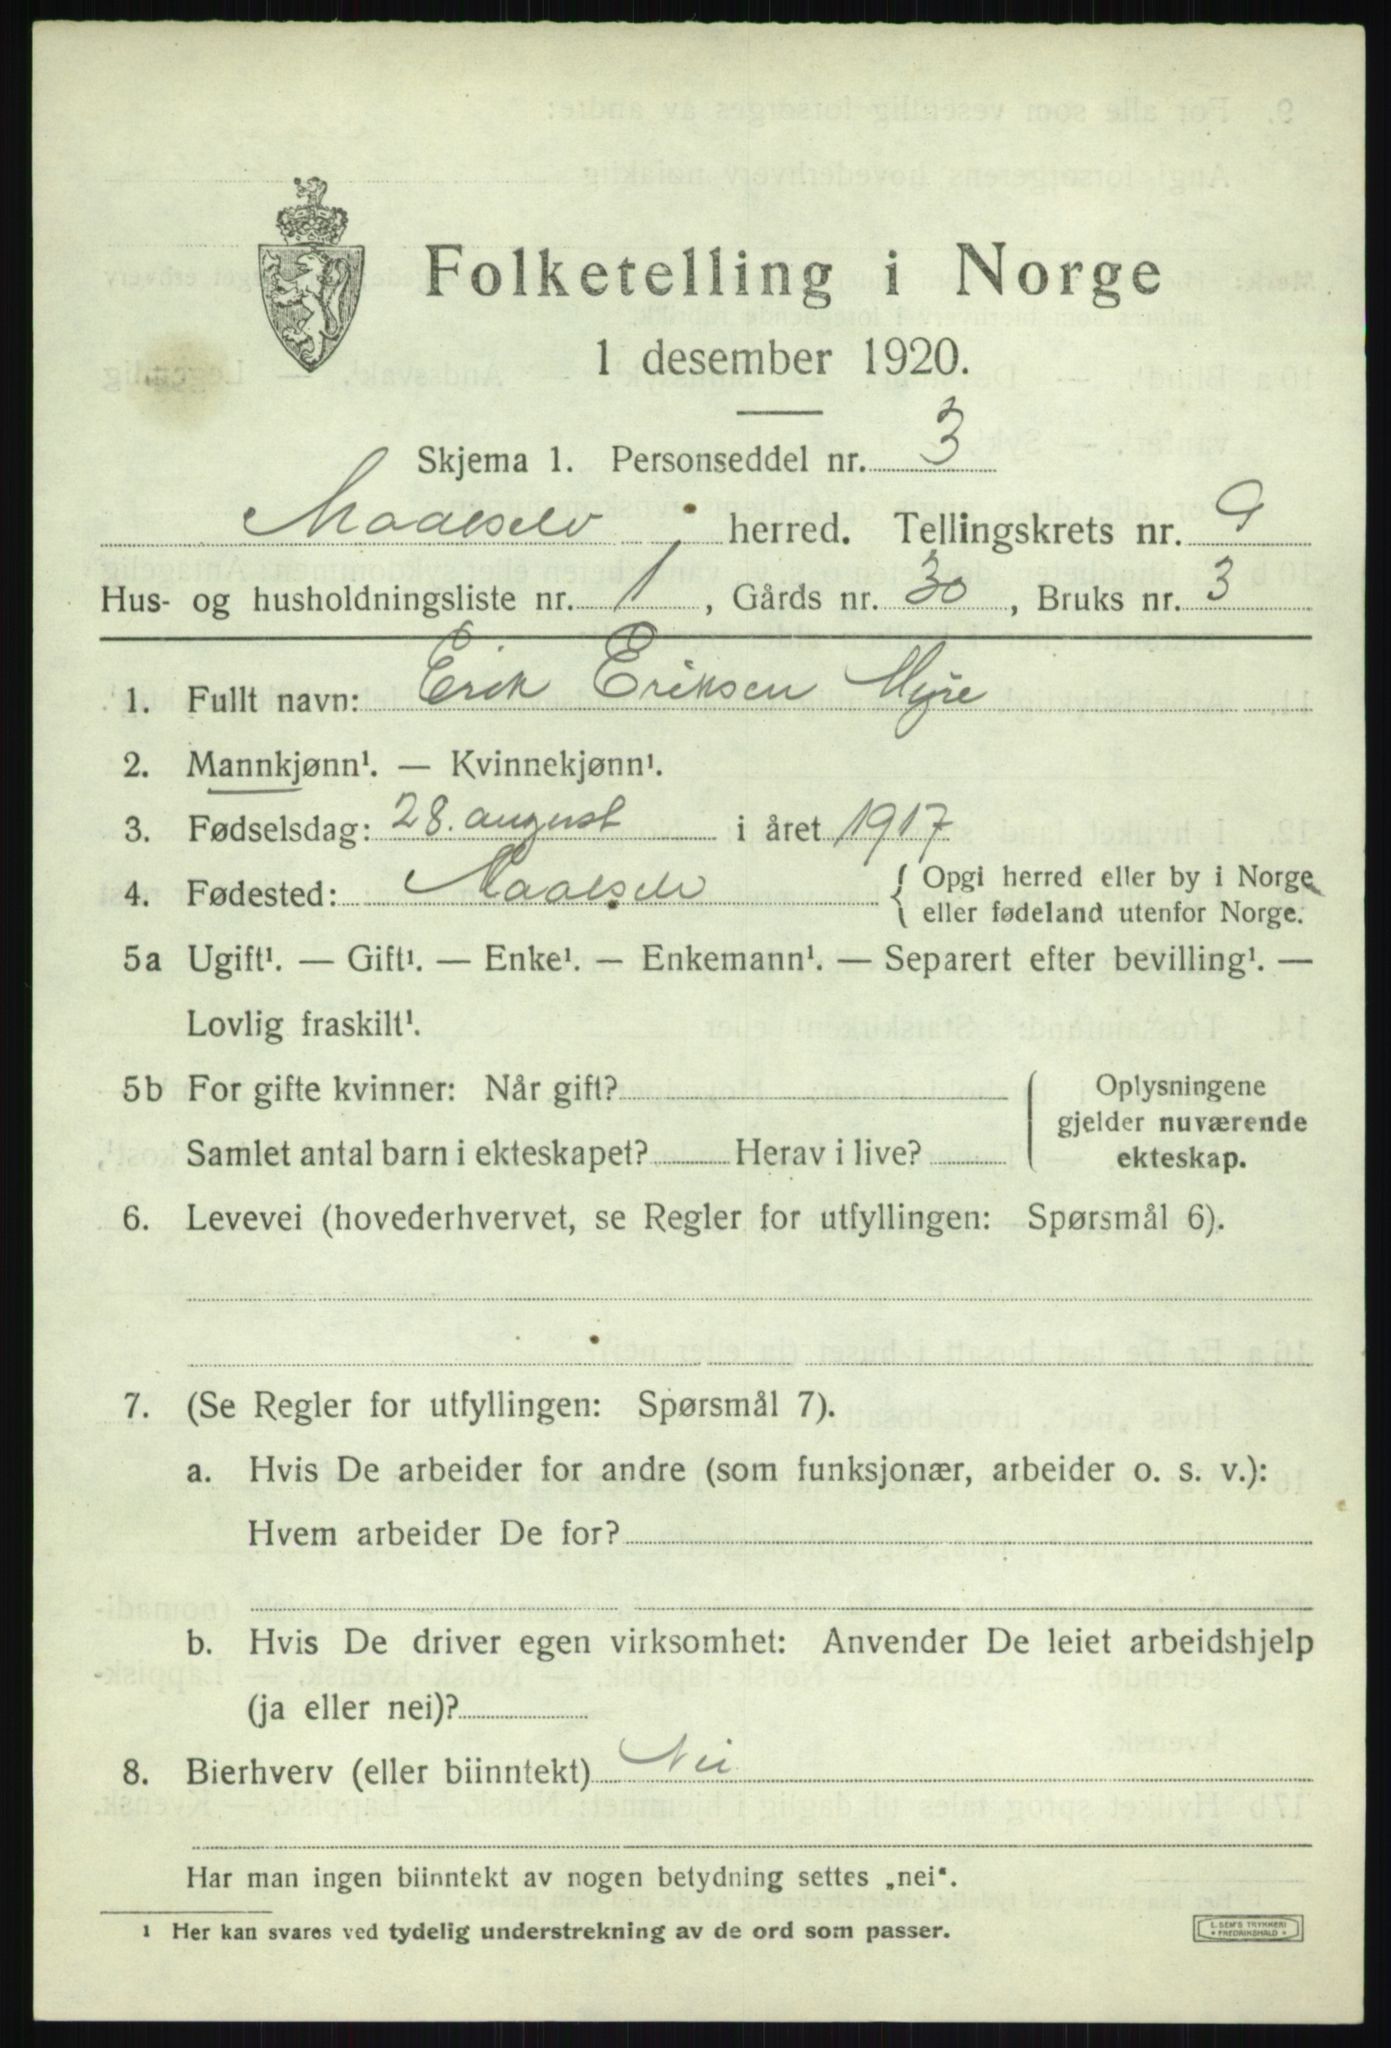 Folketelling i Norge
1 desember 1920.
Skjema 1. Personseddel nr. 3
Maalselv herred. Tellingskrets nr. 9
Hus- og husholdningsliste nr. 1, Gårds nr. 30, Bruks nr. 3
1. Fullt navn: Erik Eriksen Myre
2. Mannkjønn¹. — Kvinnekjønn¹.
3. Fødselsdag: 28. august i året 1917
4. Fødested: Maalselv { Opgi herred eller by i Norge
eller fødeland utenfor Norge.
5a Ugift¹. — Gift¹. — Enke¹. — Enkemann¹. — Separert efter bevilling¹. —
Lovlig fraskilt¹.
5b For gifte kvinner: Når gift?
Samlet antal barn i ekteskapet? Herav i live?
Oplysningene
gjelder nuværende
ekteskap.
6. Levevei (hovederhvervet, se Regler for utfyllingen: Spørsmål 6).
7. (Se Regler for utfyllingen: Spørsmål 7).
a. Hvis De arbeider for andre (som funksjonær, arbeider o. s. v.):
Hvem arbeider De for?
b. Hvis De driver egen virksomhet: Anvender De leiet arbeidshjelp
(ja eller nei)?
8. Bierhverv (eller biinntekt) Nei
Har man ingen biinntekt av nogen betydning settes „nei“.
¹ Her kan svares ved tydelig understrekning av de ord som passer.
L. SEM'S TRYKKERI
* FREDRIKSHALD *